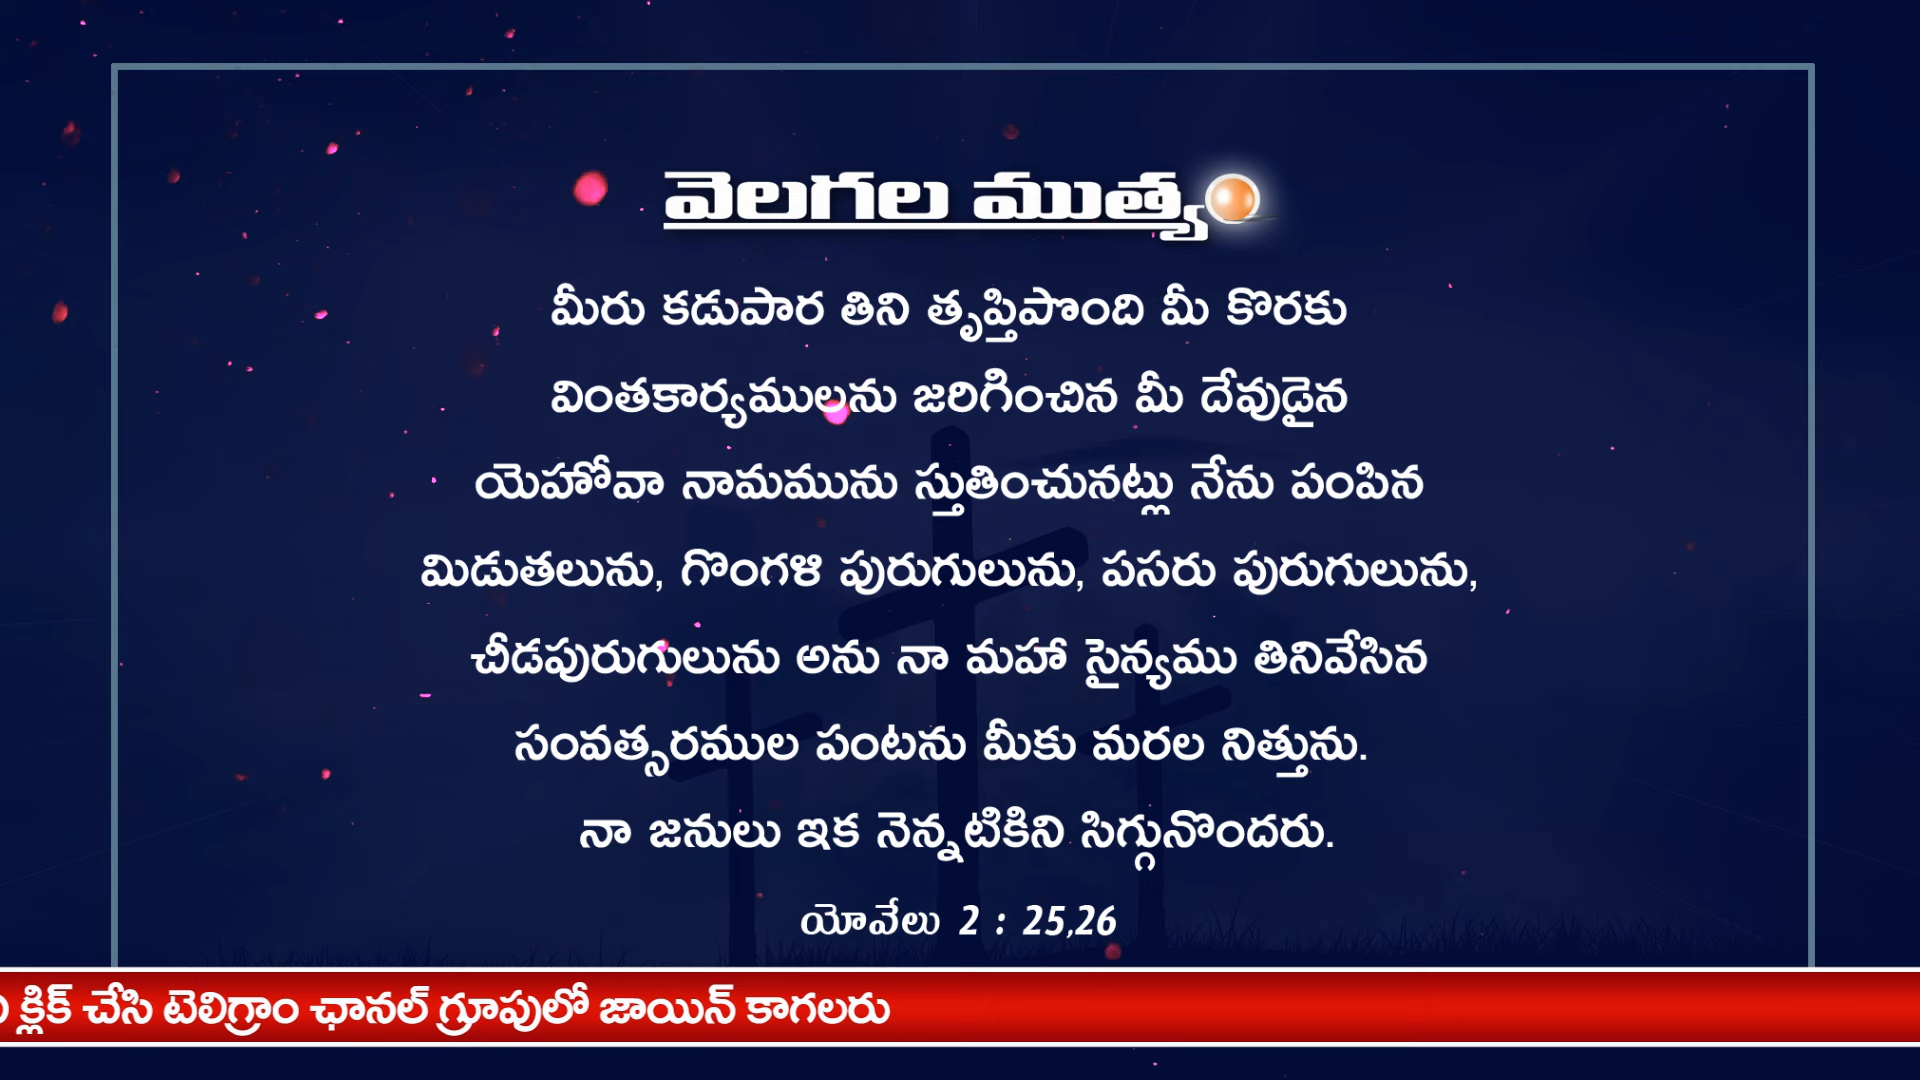 వెలగల ముత్యం
మీరు కడుపార తిని తృప్తిపొంది మీ కొరకు
వింతకార్యములను జరిగించిన మీ దేవుడైన
యెహోవా నామమును స్తుతించునట్లు నేను పంపిన
మిడుతలును, గొంగళి పురుగులును, పసరు పురుగులును,
చీడపురుగులును అను నా మహా సైన్యము తినివేసిన
సంవత్సరముల పంటను మీకు మరల నిత్తును.
నా జనులు ఇక నెన్నటికిని సిగ్గునొందరు.
యోవేలు 2 : 25,26
క్లిక్ చేసి టెలిగ్రాం ఛానల్ గ్రూపులో జాయిన్ కాగలరు